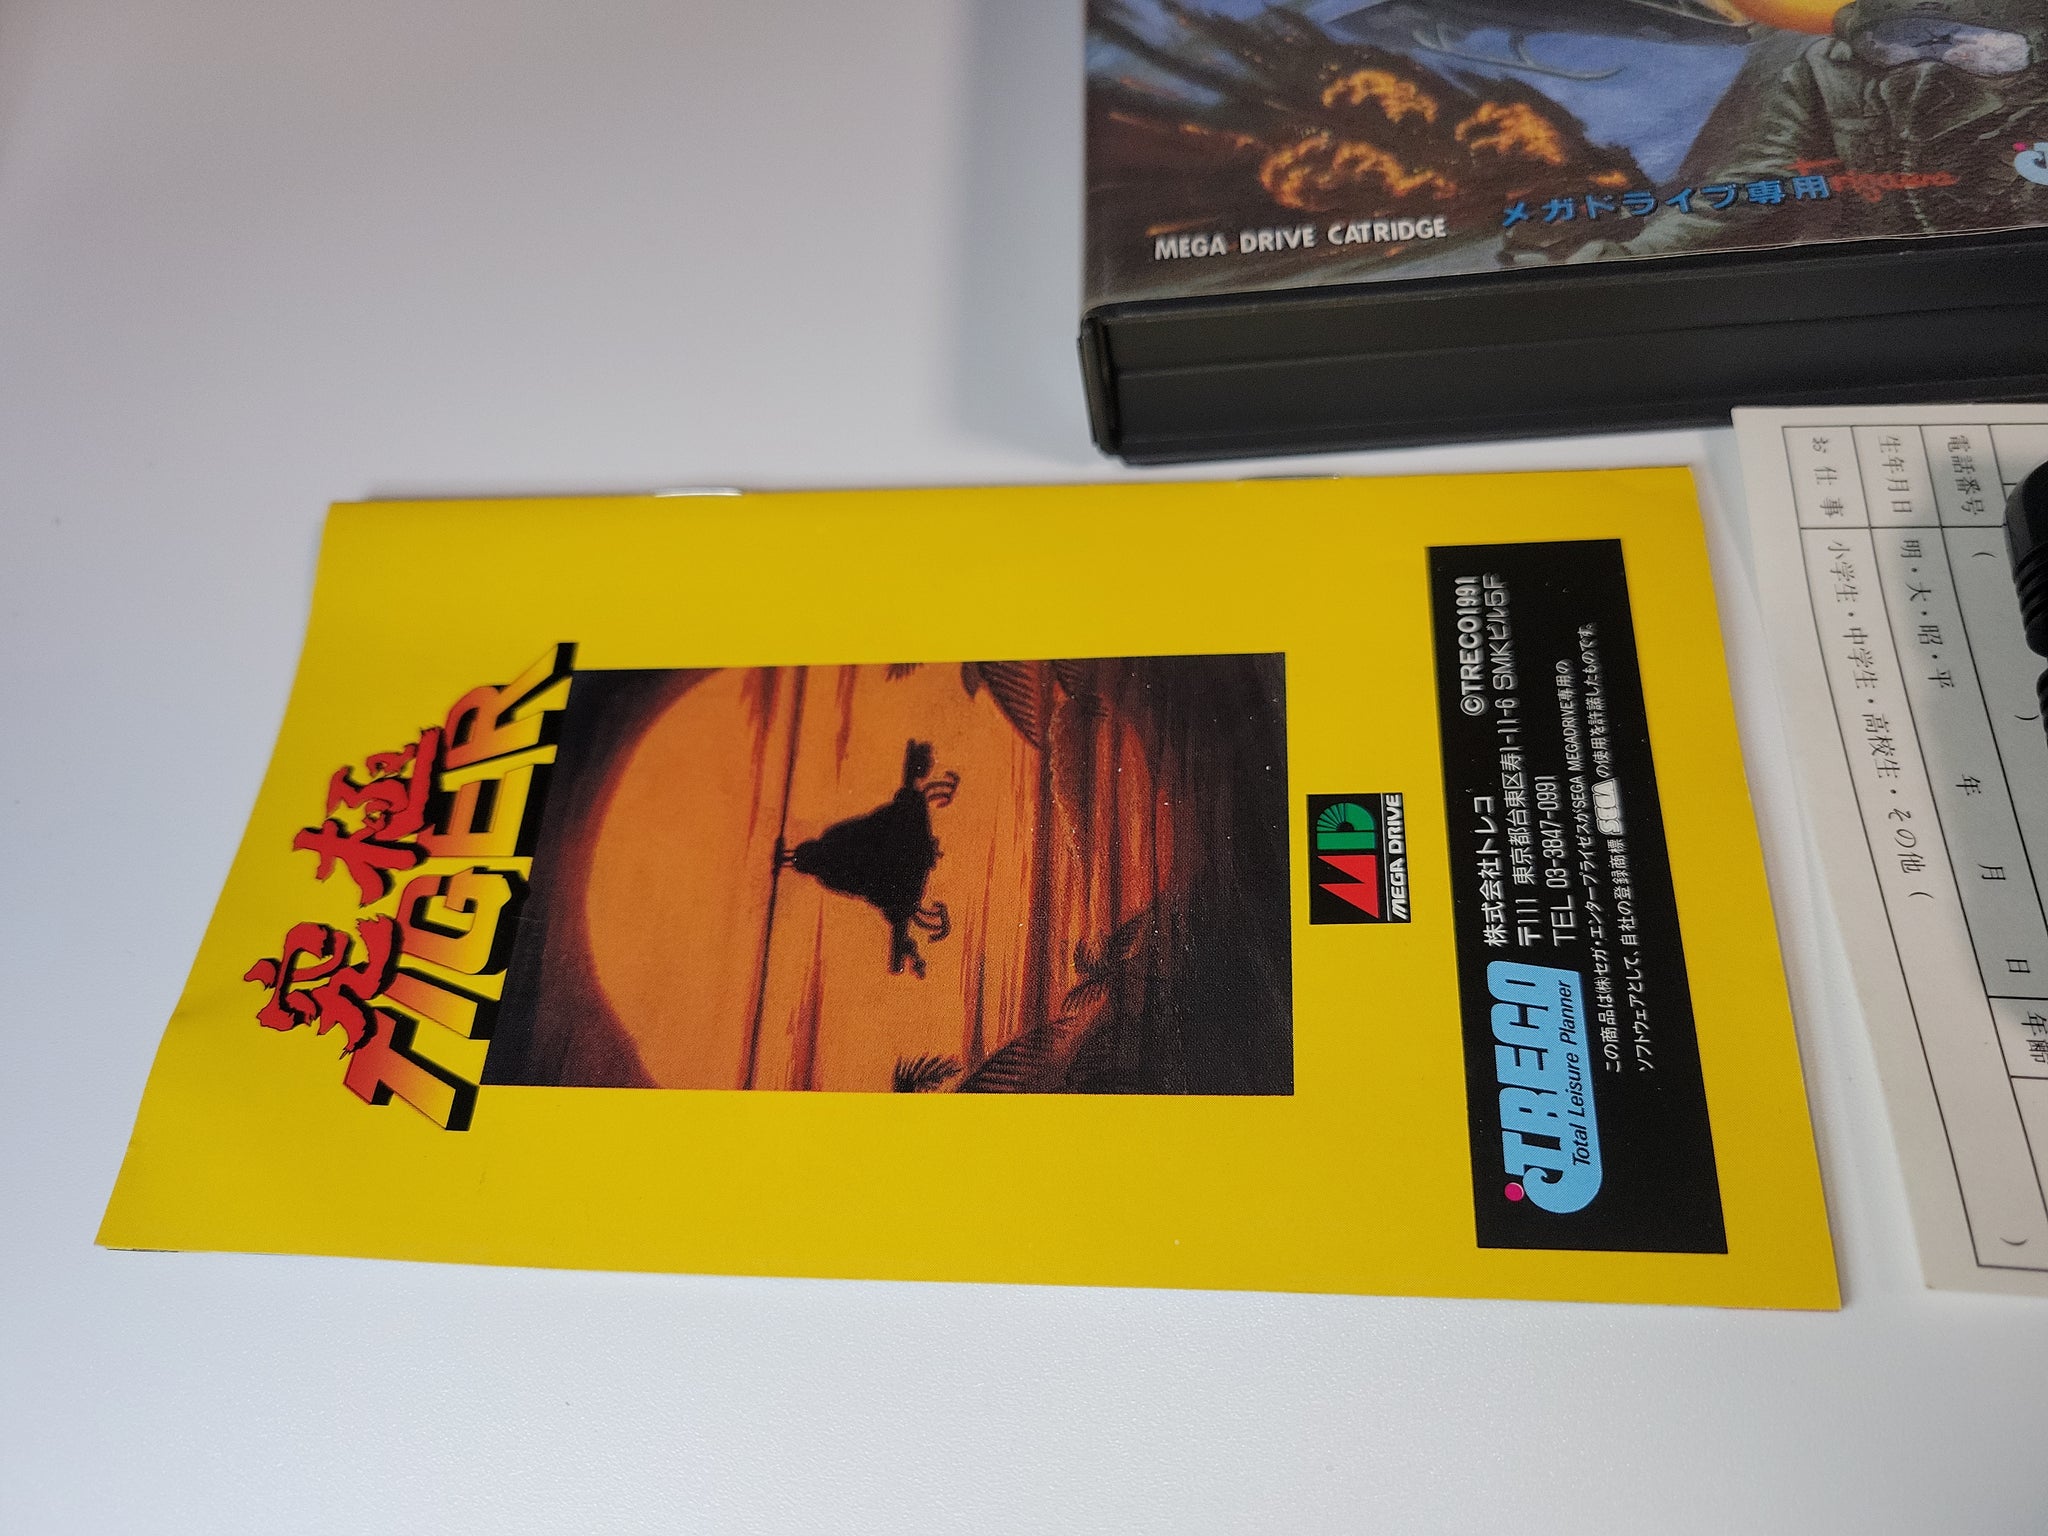 MEGA DRIVE CATRIDGE
メガドライブ専用
究極
TIGER
MEGA DRIVE
©TRECO1991
TRECO
Total Leisure Planner
株式会社トレコ
〒111 東京都台東区寿1-11-6 SMKビル5F
TEL 03-3847-0991
この商品は(株)セガ・エンタープライゼスがSEGA MEGADRIVE専用の
ソフトウェアとして、自社の登録商標 SEGA の使用を許諾したものです。
電話番号 ( )
生年月日 明・大・昭・平 年 月 日 年齢
お仕事 小学生・中学生・高校生・その他 ( )